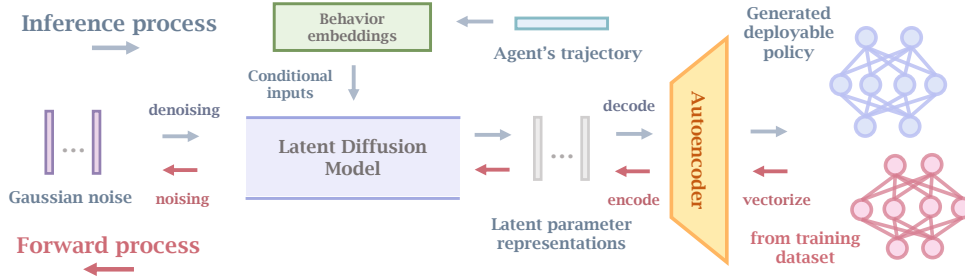 Inference process
Behavior
embeddings
Agent's trajectory
Generated
deployable
policy
Conditional
inputs
denoising
decode
...
Latent Diffusion
Model
...
Autoencoder
Gaussian noise
noising
encode
vectorize
Latent parameter
representations
Forward process
from training
dataset